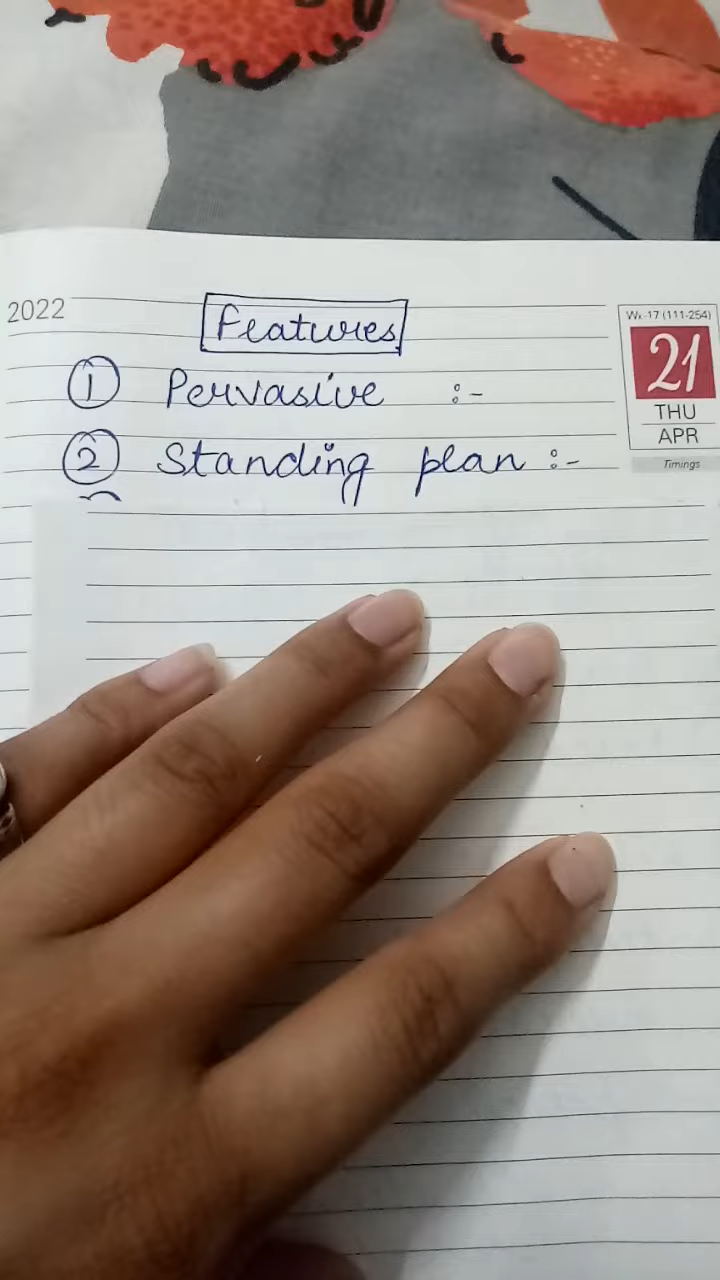 2022
Features
Wk-17 (111-254)
21
THU
APR
Timings
① Pervasive :-
② Standing plan :-